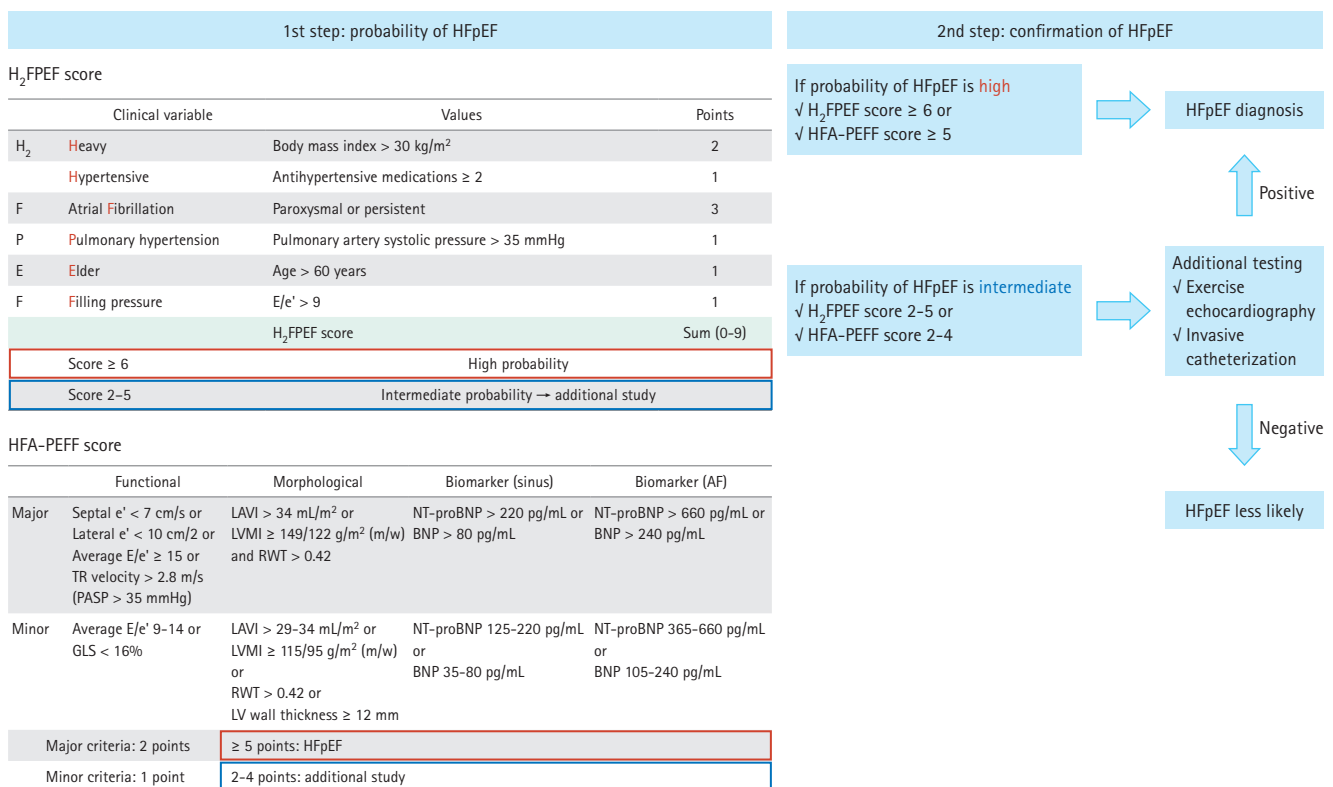 1st step: probability of HFpEF
H₂FPEF score
Clinical variable Values Points
H₂ Heavy Body mass index > 30 kg/m² 2
Hypertensive Antihypertensive medications ≥ 2 1
F Atrial Fibrillation Paroxysmal or persistent 3
P Pulmonary hypertension Pulmonary artery systolic pressure > 35 mmHg 1
E Elder Age > 60 years 1
F Filling pressure E/e' > 9 1
H₂FPEF score Sum (0-9)
Score ≥ 6 High probability
Score 2–5 Intermediate probability → additional study
HFA-PEFF score
Functional Morphological Biomarker (sinus) Biomarker (AF)
Major Septal e' < 7 cm/s or LAVI > 34 mL/m² or NT-proBNP > 220 pg/mL or NT-proBNP > 660 pg/mL or
Lateral e' < 10 cm/2 or LVMI ≥ 149/122 g/m² (m/w) BNP > 80 pg/mL BNP > 240 pg/mL
Average E/e' ≥ 15 or and RWT > 0.42
TR velocity > 2.8 m/s
(PASP > 35 mmHg)
Minor Average E/e' 9-14 or LAVI > 29-34 mL/m² or NT-proBNP 125-220 pg/mL NT-proBNP 365-660 pg/mL
GLS < 16% LVMI ≥ 115/95 g/m² (m/w) or or
or BNP 35-80 pg/mL BNP 105-240 pg/mL
RWT > 0.42 or
LV wall thickness ≥ 12 mm
Major criteria: 2 points ≥ 5 points: HFpEF
Minor criteria: 1 point 2-4 points: additional study
2nd step: confirmation of HFpEF
If probability of HFpEF is high
√ H₂FPEF score ≥ 6 or
√ HFA-PEFF score ≥ 5
HFpEF diagnosis
Positive
If probability of HFpEF is intermediate
√ H₂FPEF score 2-5 or
√ HFA-PEFF score 2-4
Additional testing
√ Exercise
echocardiography
√ Invasive
catheterization
Negative
HFpEF less likely